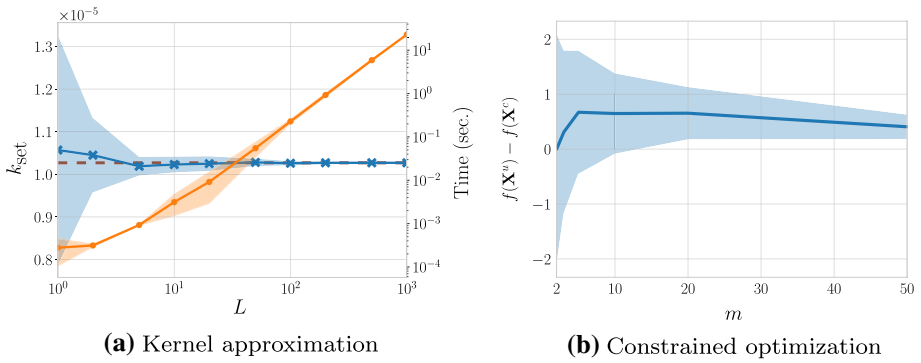 ×10⁻⁵
1.3
1.2
1.1
1.0
0.9
0.8
k_set
10¹
10⁰
10⁻¹
10⁻²
10⁻³
10⁻⁴
Time (sec.)
10⁰ 10¹ 10² 10³
L
(a) Kernel approximation
2
1
0
−1
−2
f(Xᵘ) − f(Xᶜ)
2 10 20 30 40 50
m
(b) Constrained optimization